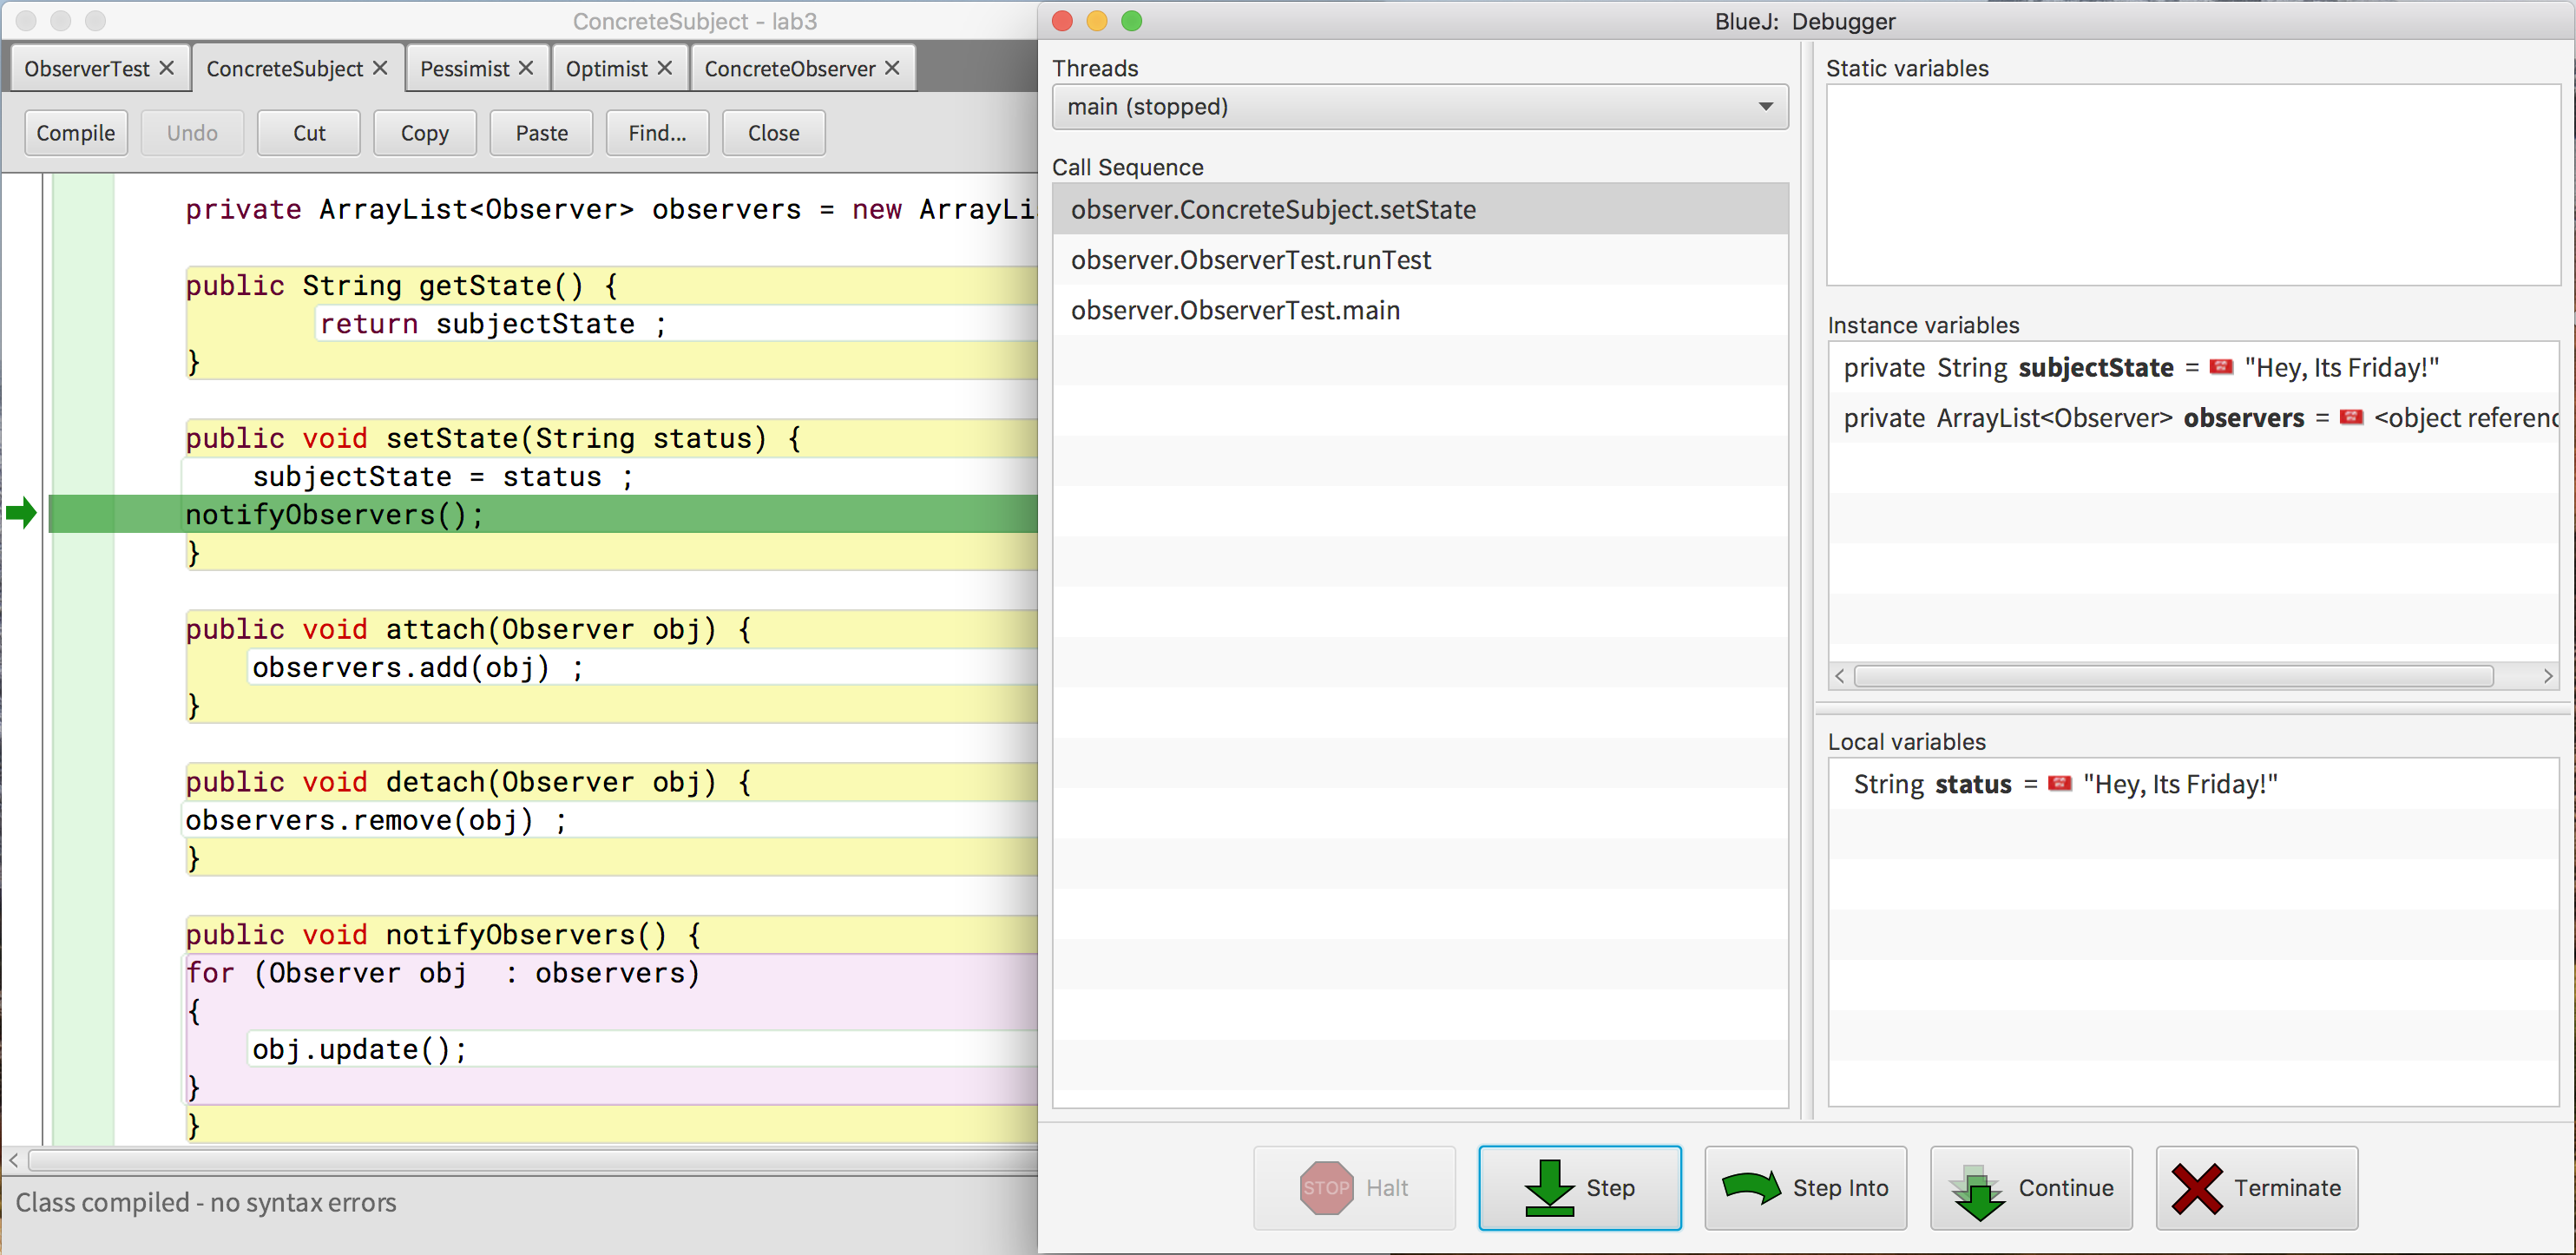 ConcreteSubject - lab3
ObserverTest
ConcreteSubject
Pessimist
Optimist
ConcreteObserver
Compile
Undo
Cut
Copy
Paste
Find...
Close
private ArrayList<Observer> observers = new ArrayLi
public String getState() {
return subjectState ;
}
public void setState(String status) {
subjectState = status ;
notifyObservers();
}
public void attach(Observer obj) {
observers.add(obj) ;
}
public void detach(Observer obj) {
observers.remove(obj) ;
}
public void notifyObservers() {
for (Observer obj  : observers)
{
obj.update();
}
}
Class compiled - no syntax errors
BlueJ: Debugger
Threads
main (stopped)
Call Sequence
observer.ConcreteSubject.setState
observer.ObserverTest.runTest
observer.ObserverTest.main
Static variables
Instance variables
private String subjectState = "Hey, Its Friday!"
private ArrayList<Observer> observers = <object referenc
Local variables
String status = "Hey, Its Friday!"
STOP Halt
Step
Step Into
Continue
Terminate